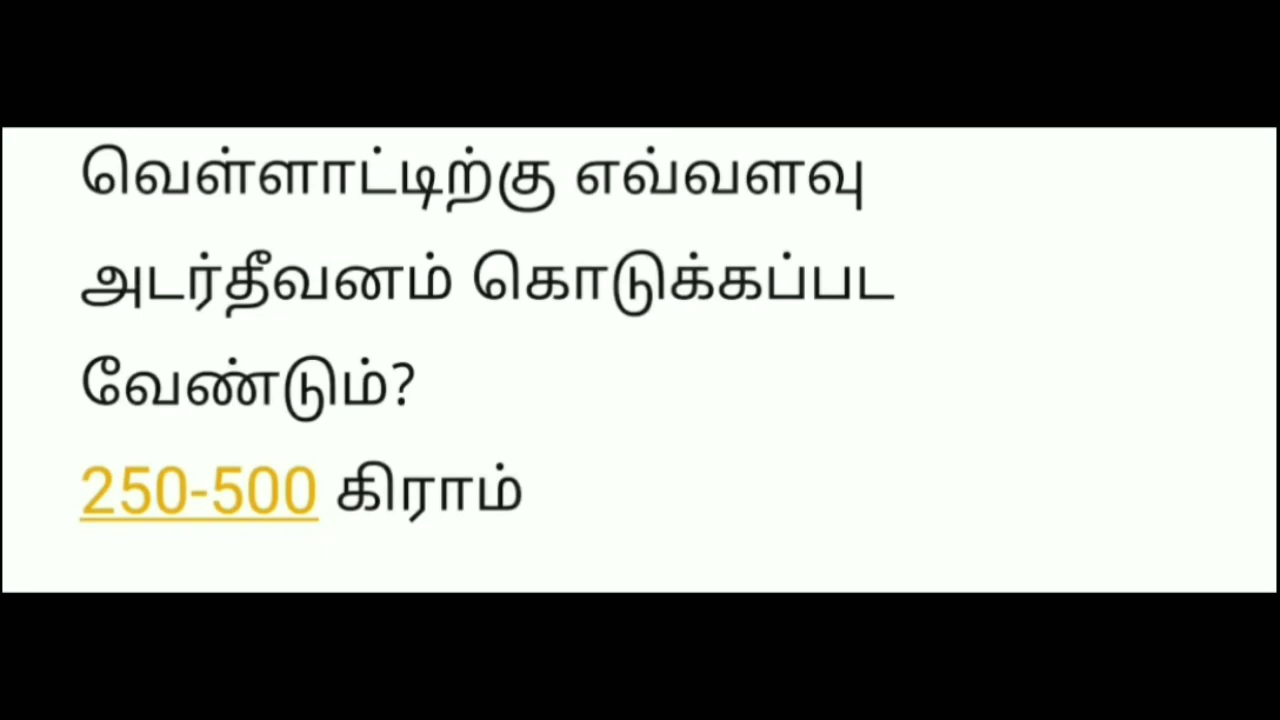 வெள்ளாட்டிற்கு எவ்வளவு
அடர்தீவனம் கொடுக்கப்பட
வேண்டும்?
250-500 கிராம்